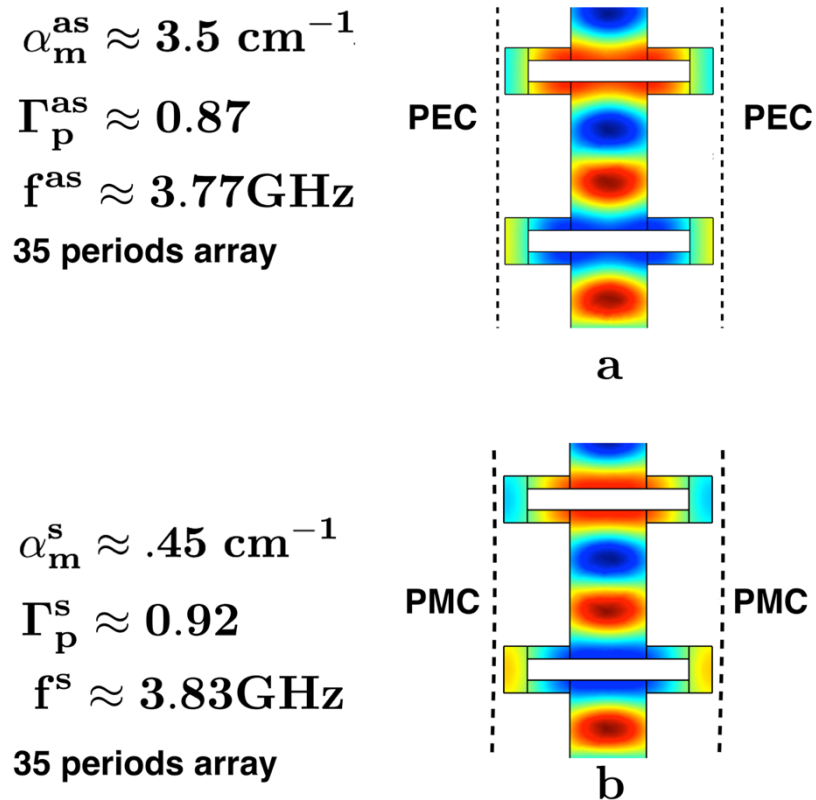 α_m^as ≈ 3.5 cm⁻¹
Γ_p^as ≈ 0.87
f^as ≈ 3.77GHz
35 periods array
PEC PEC
a
α_m^s ≈ .45 cm⁻¹
Γ_p^s ≈ 0.92
f^s ≈ 3.83GHz
35 periods array
PMC PMC
b